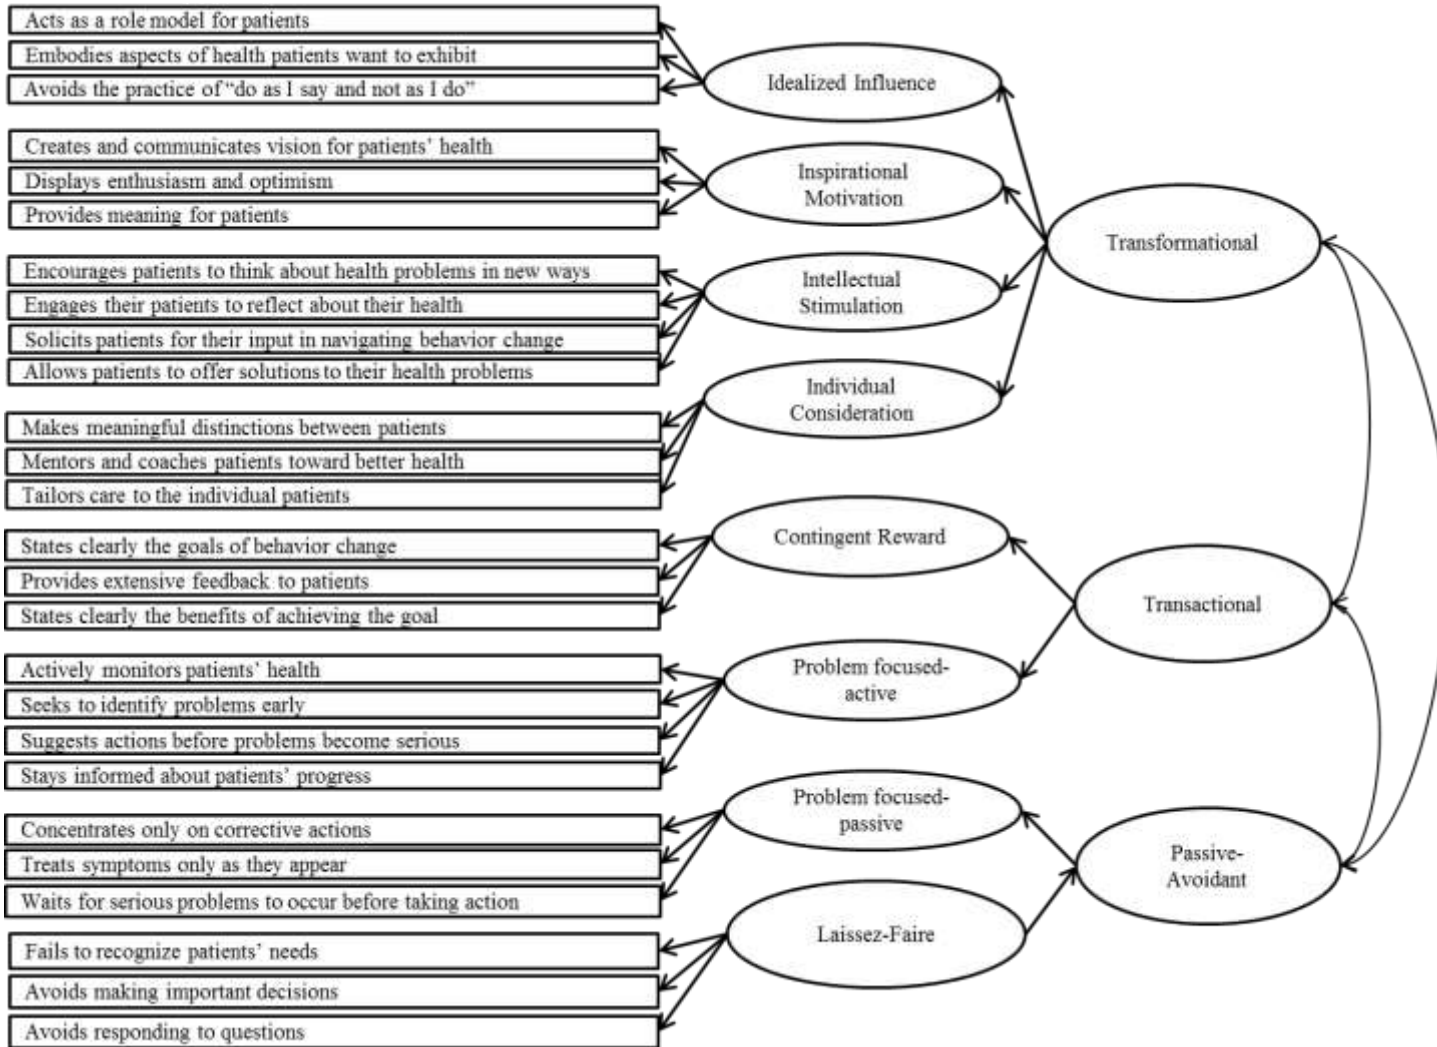 Acts as a role model for patients
Embodies aspects of health patients want to exhibit
Avoids the practice of “do as I say and not as I do”
Creates and communicates vision for patients’ health
Displays enthusiasm and optimism
Provides meaning for patients
Encourages patients to think about health problems in new ways
Engages their patients to reflect about their health
Solicits patients for their input in navigating behavior change
Allows patients to offer solutions to their health problems
Makes meaningful distinctions between patients
Mentors and coaches patients toward better health
Tailors care to the individual patients
States clearly the goals of behavior change
Provides extensive feedback to patients
States clearly the benefits of achieving the goal
Actively monitors patients’ health
Seeks to identify problems early
Suggests actions before problems become serious
Stays informed about patients’ progress
Concentrates only on corrective actions
Treats symptoms only as they appear
Waits for serious problems to occur before taking action
Fails to recognize patients’ needs
Avoids making important decisions
Avoids responding to questions
Idealized Influence
Inspirational
Motivation
Intellectual
Stimulation
Individual
Consideration
Contingent Reward
Problem focused-
active
Problem focused-
passive
Laissez-Faire
Transformational
Transactional
Passive-
Avoidant